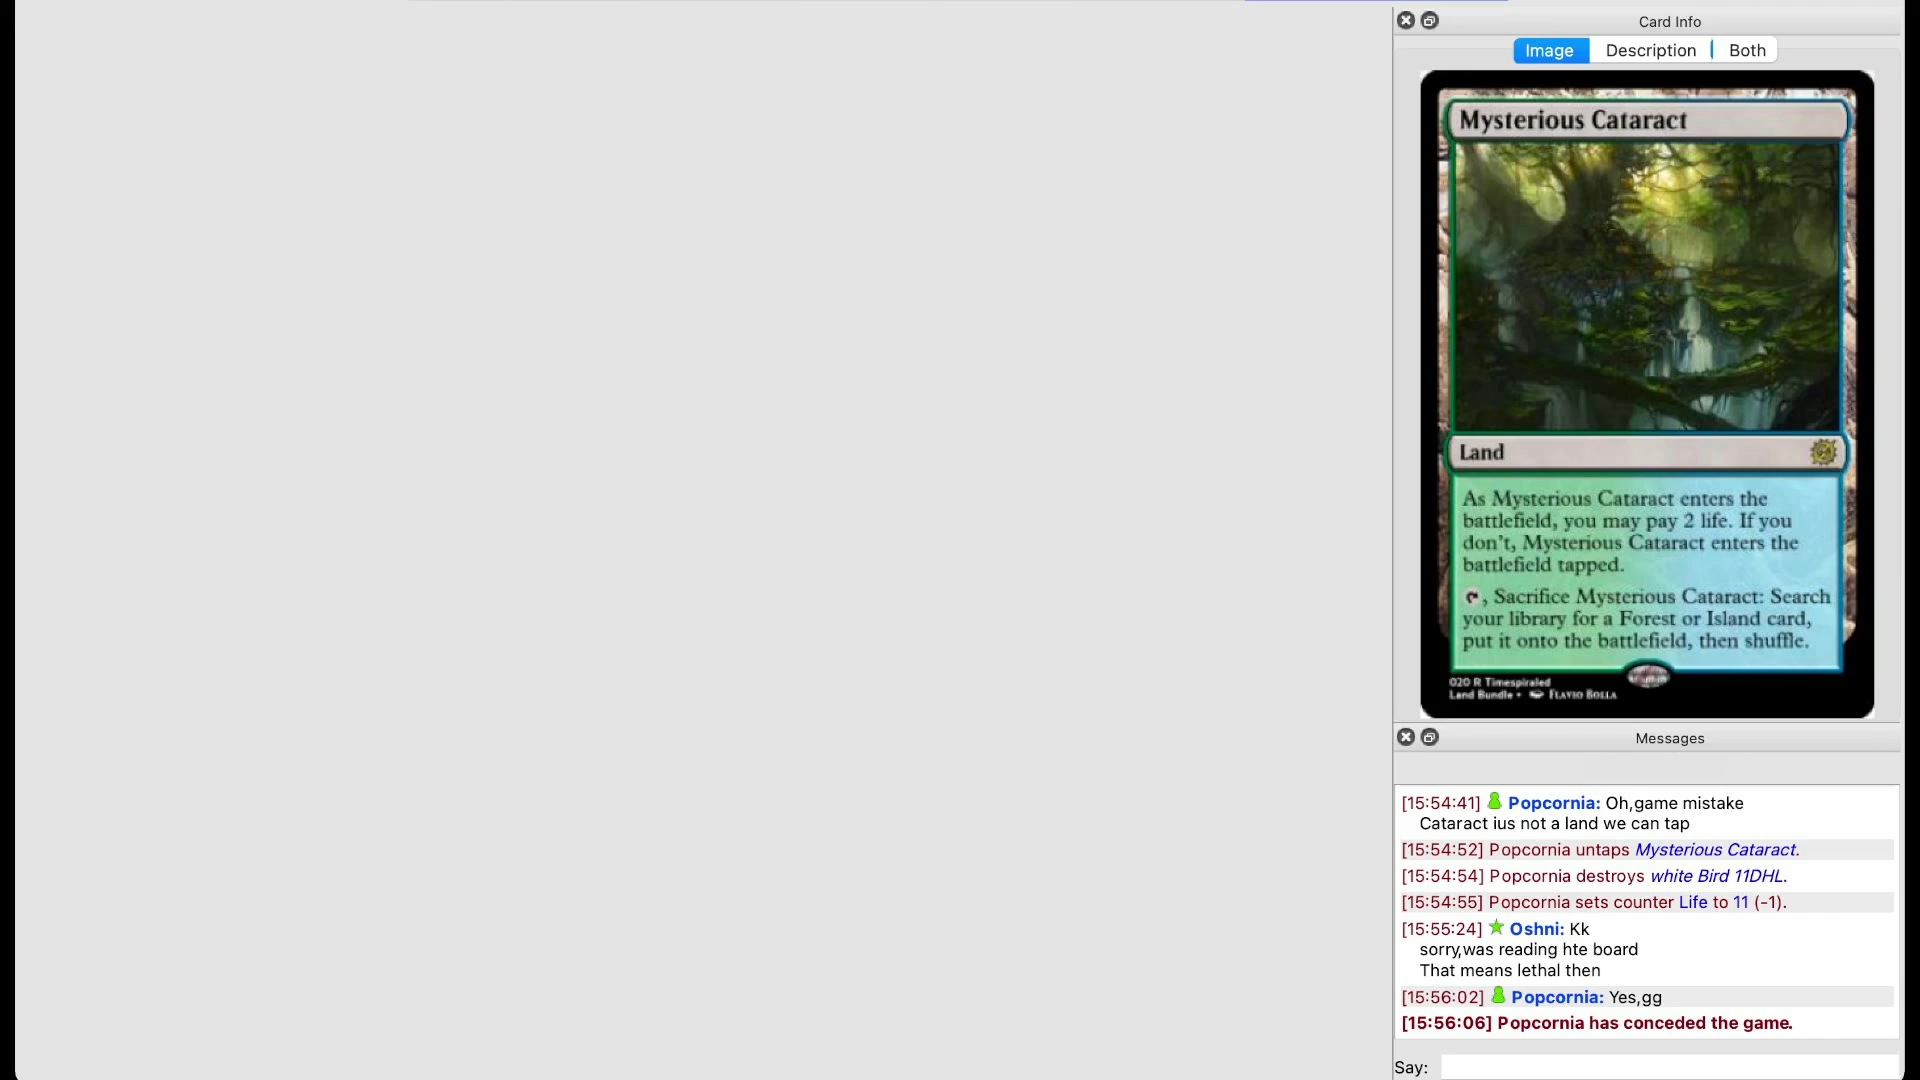 Card Info
Image
Description
Both
Mysterious Cataract
Land
As Mysterious Cataract enters the
battlefield, you may pay 2 life. If you
don't, Mysterious Cataract enters the
battlefield tapped.
, Sacrifice Mysterious Cataract: Search
your library for a Forest or Island card,
put it onto the battlefield, then shuffle.
020 R Timespiraled
Land Bundle • Flavio Bolla
Messages
[15:54:41] Popcornia: Oh,game mistake
Cataract ius not a land we can tap
[15:54:52] Popcornia untaps Mysterious Cataract.
[15:54:54] Popcornia destroys white Bird 11DHL.
[15:54:55] Popcornia sets counter Life to 11 (-1).
[15:55:24] Oshni: Kk
sorry,was reading hte board
That means lethal then
[15:56:02] Popcornia: Yes,gg
[15:56:06] Popcornia has conceded the game.
Say: